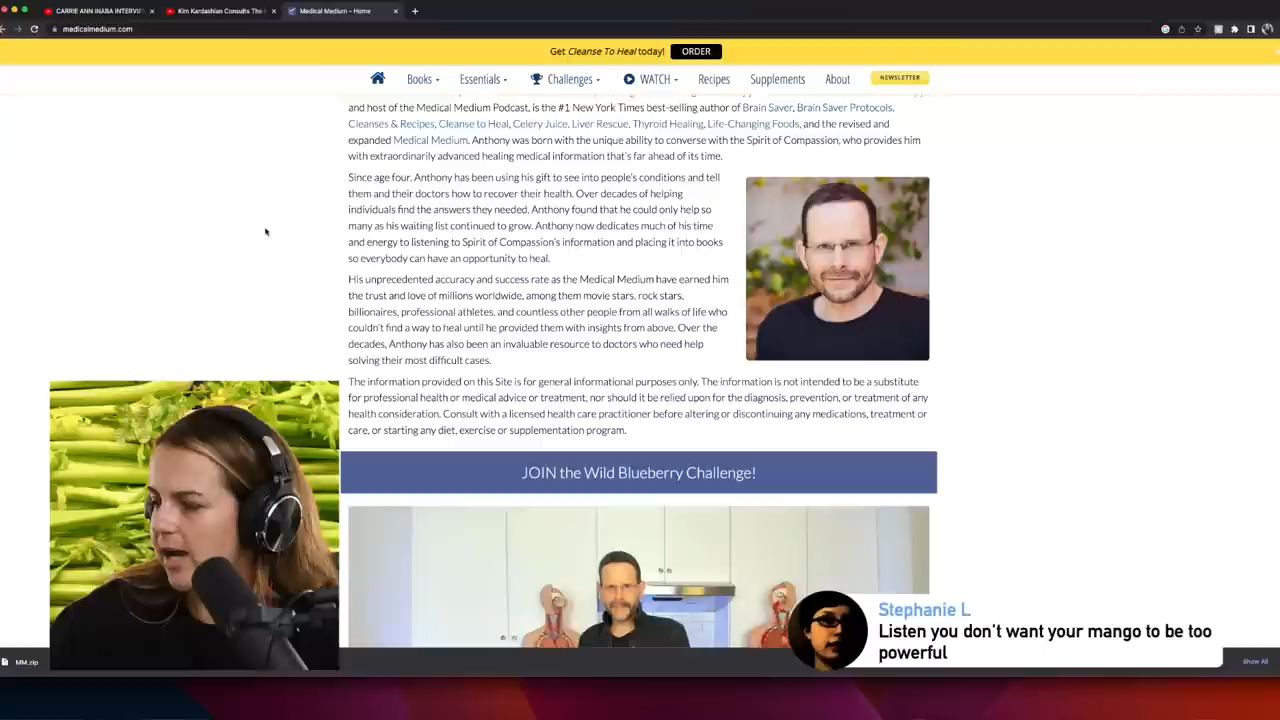 CARRIE ANN INABA INTERVIE
Kim Kardashian Consults The
Medical Medium - Home
medicalmedium.com
Get Cleanse To Heal today! ORDER
Books Essentials Challenges WATCH Recipes Supplements About NEWSLETTER
and host of the Medical Medium Podcast, is the #1 New York Times best-selling author of Brain Saver, Brain Saver Protocols,
Cleanses & Recipes, Cleanse to Heal, Celery Juice, Liver Rescue, Thyroid Healing, Life-Changing Foods, and the revised and
expanded Medical Medium. Anthony was born with the unique ability to converse with the Spirit of Compassion, who provides him
with extraordinarily advanced healing medical information that's far ahead of its time.
Since age four, Anthony has been using his gift to see into people's conditions and tell
them and their doctors how to recover their health. Over decades of helping
individuals find the answers they needed, Anthony found that he could only help so
many as his waiting list continued to grow. Anthony now dedicates much of his time
and energy to listening to Spirit of Compassion's information and placing it into books
so everybody can have an opportunity to heal.
His unprecedented accuracy and success rate as the Medical Medium have earned him
the trust and love of millions worldwide, among them movie stars, rock stars,
billionaires, professional athletes, and countless other people from all walks of life who
couldn't find a way to heal until he provided them with insights from above. Over the
decades, Anthony has also been an invaluable resource to doctors who need help
solving their most difficult cases.
The information provided on this Site is for general informational purposes only. The information is not intended to be a substitute
for professional health or medical advice or treatment, nor should it be relied upon for the diagnosis, prevention, or treatment of any
health consideration. Consult with a licensed health care practitioner before altering or discontinuing any medications, treatment or
care, or starting any diet, exercise or supplementation program.
JOIN the Wild Blueberry Challenge!
Stephanie L
Listen you don't want your mango to be too
powerful
MM.zip
Show All